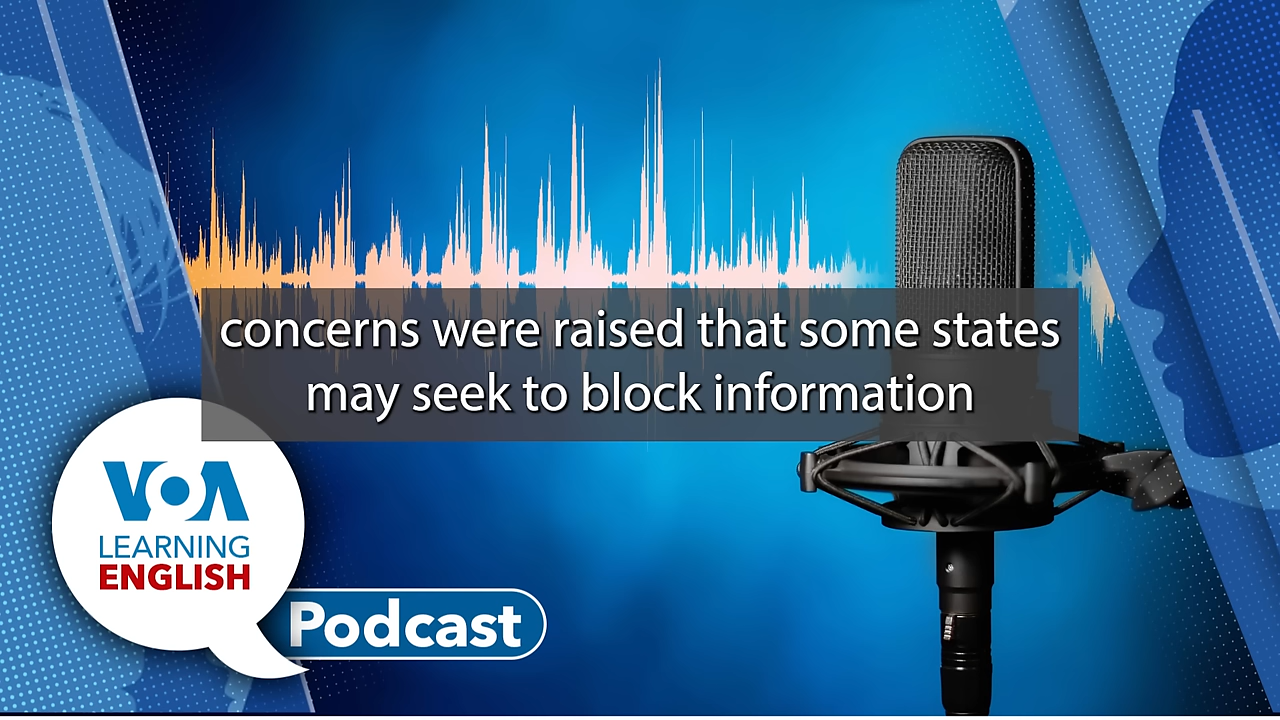 concerns were raised that some states
may seek to block information
VOA
LEARNING
ENGLISH
Podcast